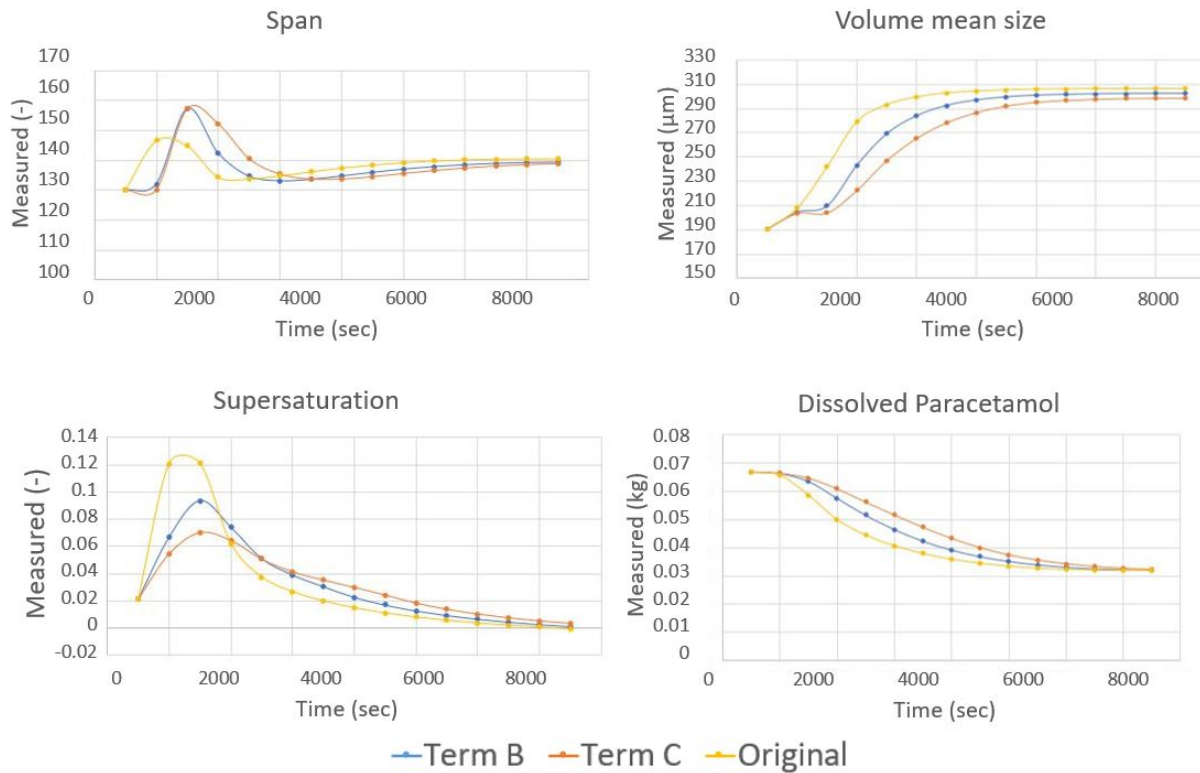 Span
Measured (-)
170
160
150
140
130
120
110
100
0 2000 4000 6000 8000
Time (sec)
Volume mean size
Measured (µm)
330
310
290
270
250
230
210
190
170
150
0 2000 4000 6000 8000
Time (sec)
Supersaturation
Measured (-)
0.14
0.12
0.1
0.08
0.06
0.04
0.02
0
-0.02
0 2000 4000 6000 8000
Time (sec)
Dissolved Paracetamol
Measured (kg)
0.08
0.07
0.06
0.05
0.04
0.03
0.02
0.01
0
0 2000 4000 6000 8000
Time (sec)
Term B Term C Original